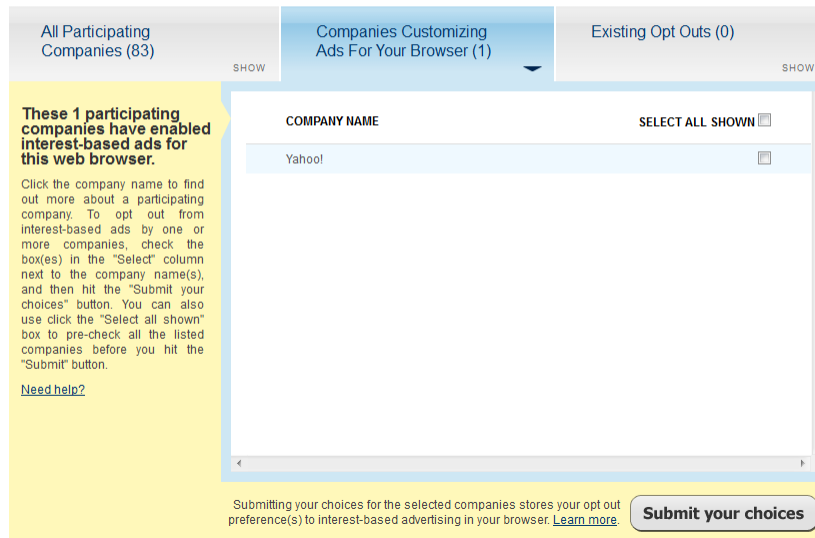 All Participating
Companies (83)
SHOW
Companies Customizing
Ads For Your Browser (1)
Existing Opt Outs (0)
SHOW
These 1 participating
companies have enabled
interest-based ads for
this web browser.
Click the company name to find
out more about a participating
company. To opt out from
interest-based ads by one or
more companies, check the
box(es) in the "Select" column
next to the company name(s),
and then hit the "Submit your
choices" button. You can also
use click the "Select all shown"
box to pre-check all the listed
companies before you hit the
"Submit" button.
Need help?
COMPANY NAME
SELECT ALL SHOWN
Yahoo!
Submitting your choices for the selected companies stores your opt out
preference(s) to interest-based advertising in your browser. Learn more.
Submit your choices